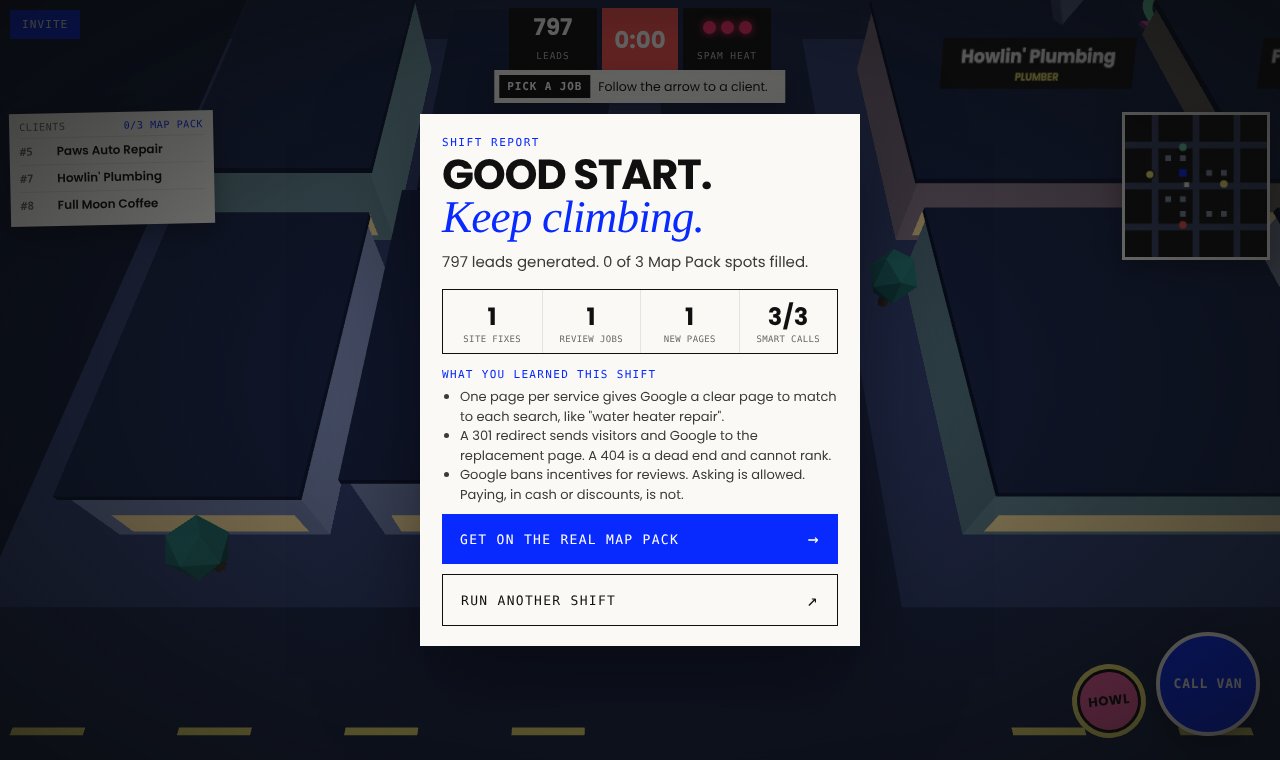 INVITE
797
LEADS
0:00
SPAM HEAT
PICK A JOB Follow the arrow to a client.
Howlin' Plumbing
PLUMBER
CLIENTS 0/3 MAP PACK
#5 Paws Auto Repair
#7 Howlin' Plumbing
#8 Full Moon Coffee
SHIFT REPORT
GOOD START.
Keep climbing.
797 leads generated. 0 of 3 Map Pack spots filled.
1 1 1 3/3
SITE FIXES REVIEW JOBS NEW PAGES SMART CALLS
WHAT YOU LEARNED THIS SHIFT
• One page per service gives Google a clear page to match
to each search, like "water heater repair".
• A 301 redirect sends visitors and Google to the
replacement page. A 404 is a dead end and cannot rank.
• Google bans incentives for reviews. Asking is allowed.
Paying, in cash or discounts, is not.
GET ON THE REAL MAP PACK →
RUN ANOTHER SHIFT ↗
HOWL
CALL VAN